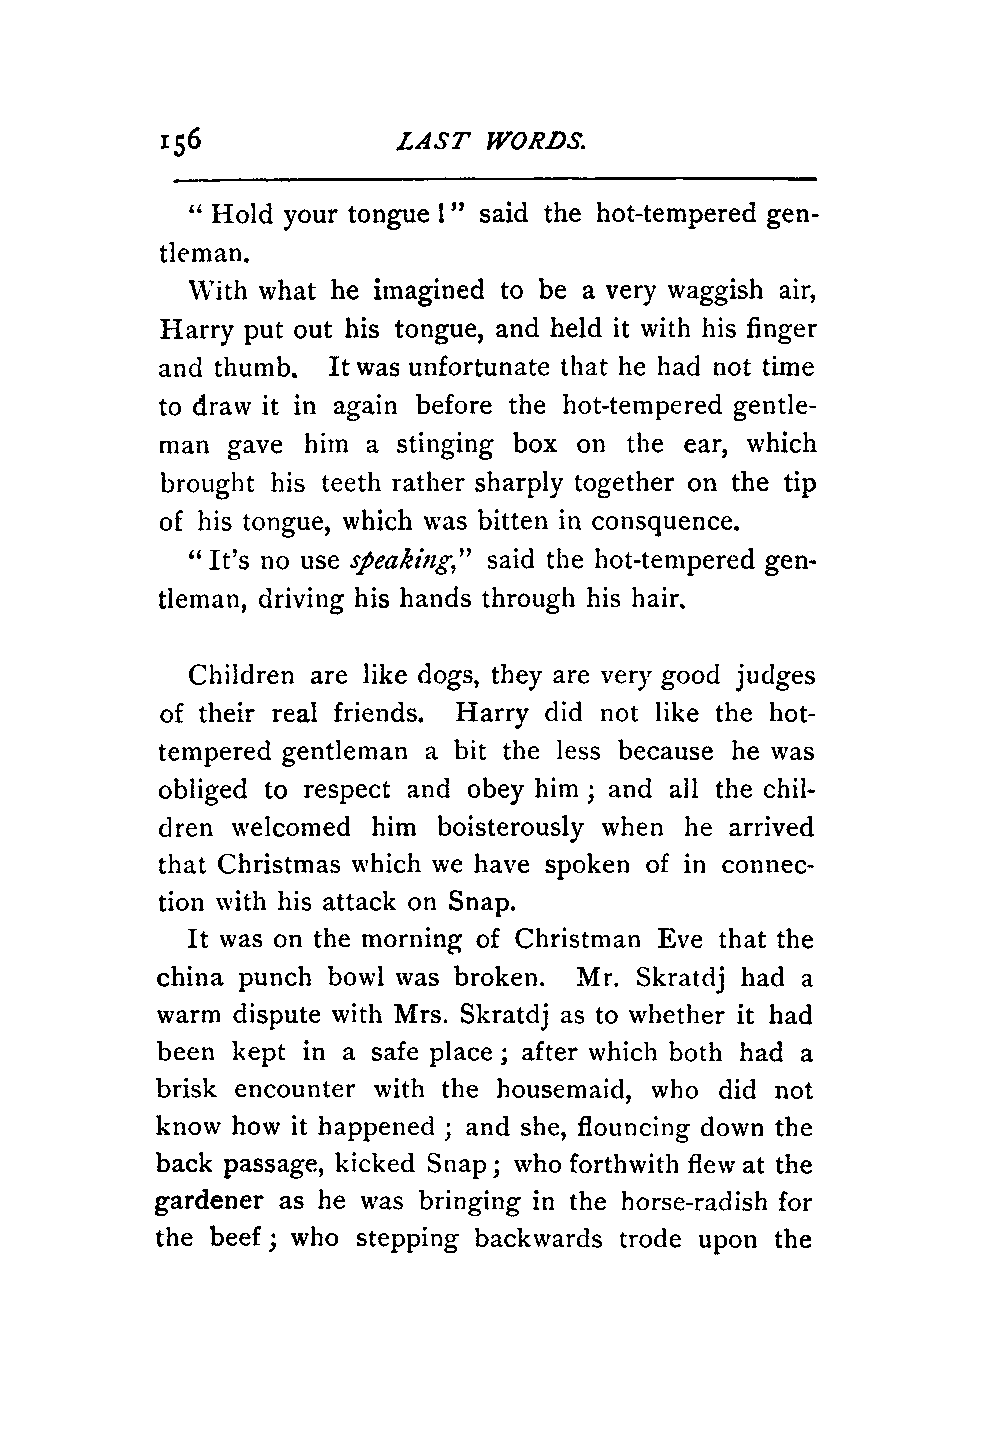 156 LAST WORDS.
“ Hold your tongue !” said the hot-tempered gen-
tleman.
With what he imagined to be a very waggish air,
Harry put out his tongue, and held it with his finger
and thumb. It was unfortunate that he had not time
to draw it in again before the hot-tempered gentle-
man gave him a stinging box on the ear, which
brought his teeth rather sharply together on the tip
of his tongue, which was bitten in consquence.
“ It’s no use speaking,” said the hot-tempered gen-
tleman, driving his hands through his hair.
Children are like dogs, they are very good judges
of their real friends. Harry did not like the hot-
tempered gentleman a bit the less because he was
obliged to respect and obey him ; and all the chil-
dren welcomed him boisterously when he arrived
that Christmas which we have spoken of in connec-
tion with his attack on Snap.
It was on the morning of Christman Eve that the
china punch bowl was broken. Mr. Skratdj had a
warm dispute with Mrs. Skratdj as to whether it had
been kept in a safe place ; after which both had a
brisk encounter with the housemaid, who did not
know how it happened ; and she, flouncing down the
back passage, kicked Snap ; who forthwith flew at the
gardener as he was bringing in the horse-radish for
the beef ; who stepping backwards trode upon the